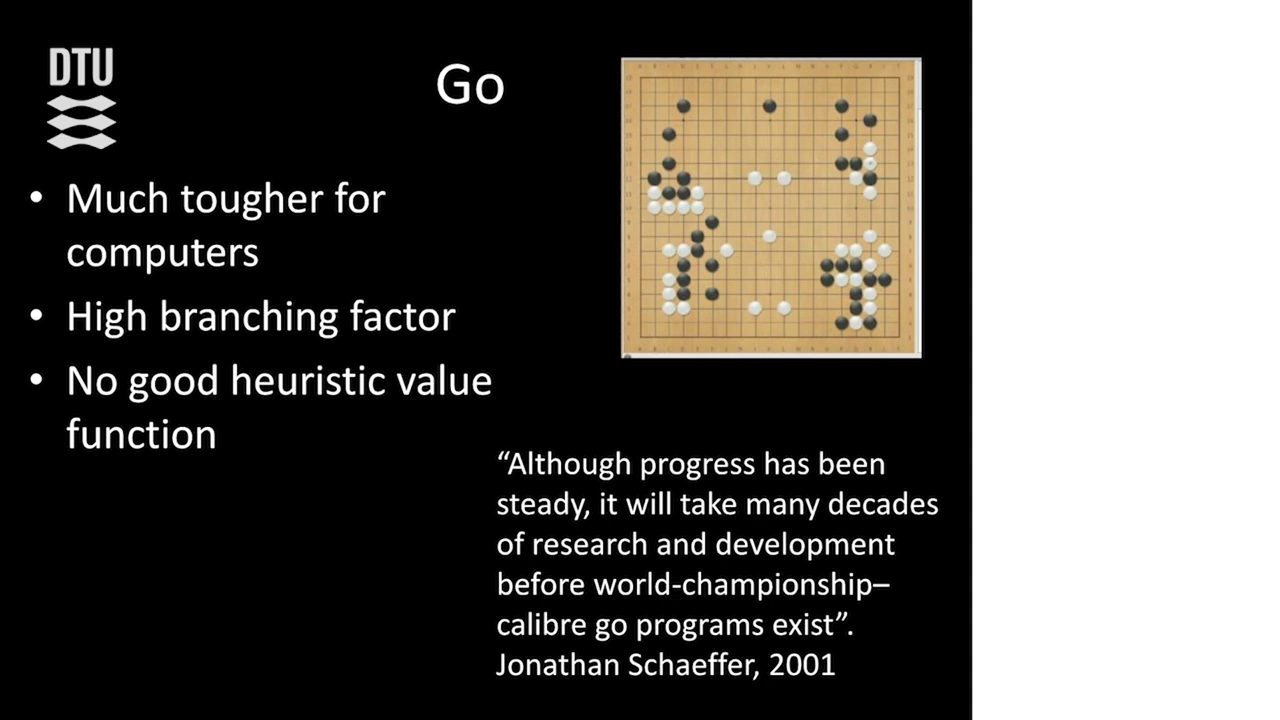 DTU
Go
• Much tougher for
computers
• High branching factor
• No good heuristic value
function
“Although progress has been
steady, it will take many decades
of research and development
before world-championship–
calibre go programs exist”.
Jonathan Schaeffer, 2001